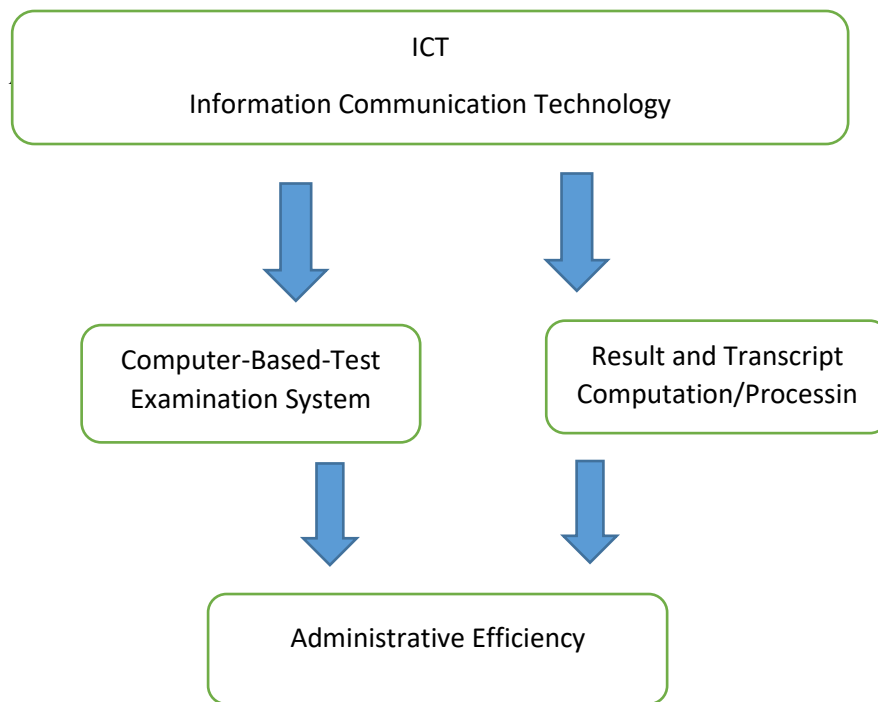 ICT
Information Communication Technology
Computer-Based-Test
Examination System
Result and Transcript
Computation/Processin
Administrative Efficiency